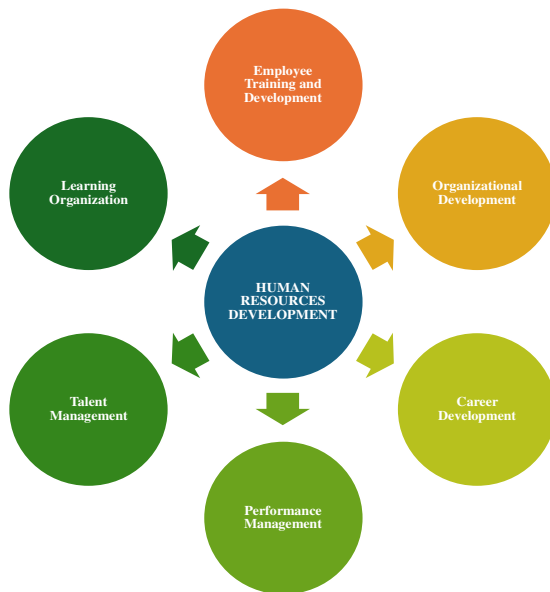 Employee
Training and
Development
Learning
Organization
Organizational
Development
HUMAN
RESOURCES
DEVELOPMENT
Talent
Management
Career
Development
Performance
Management